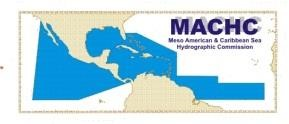 MACHC
Meso American & Caribbean Sea
Hydrographic Commission